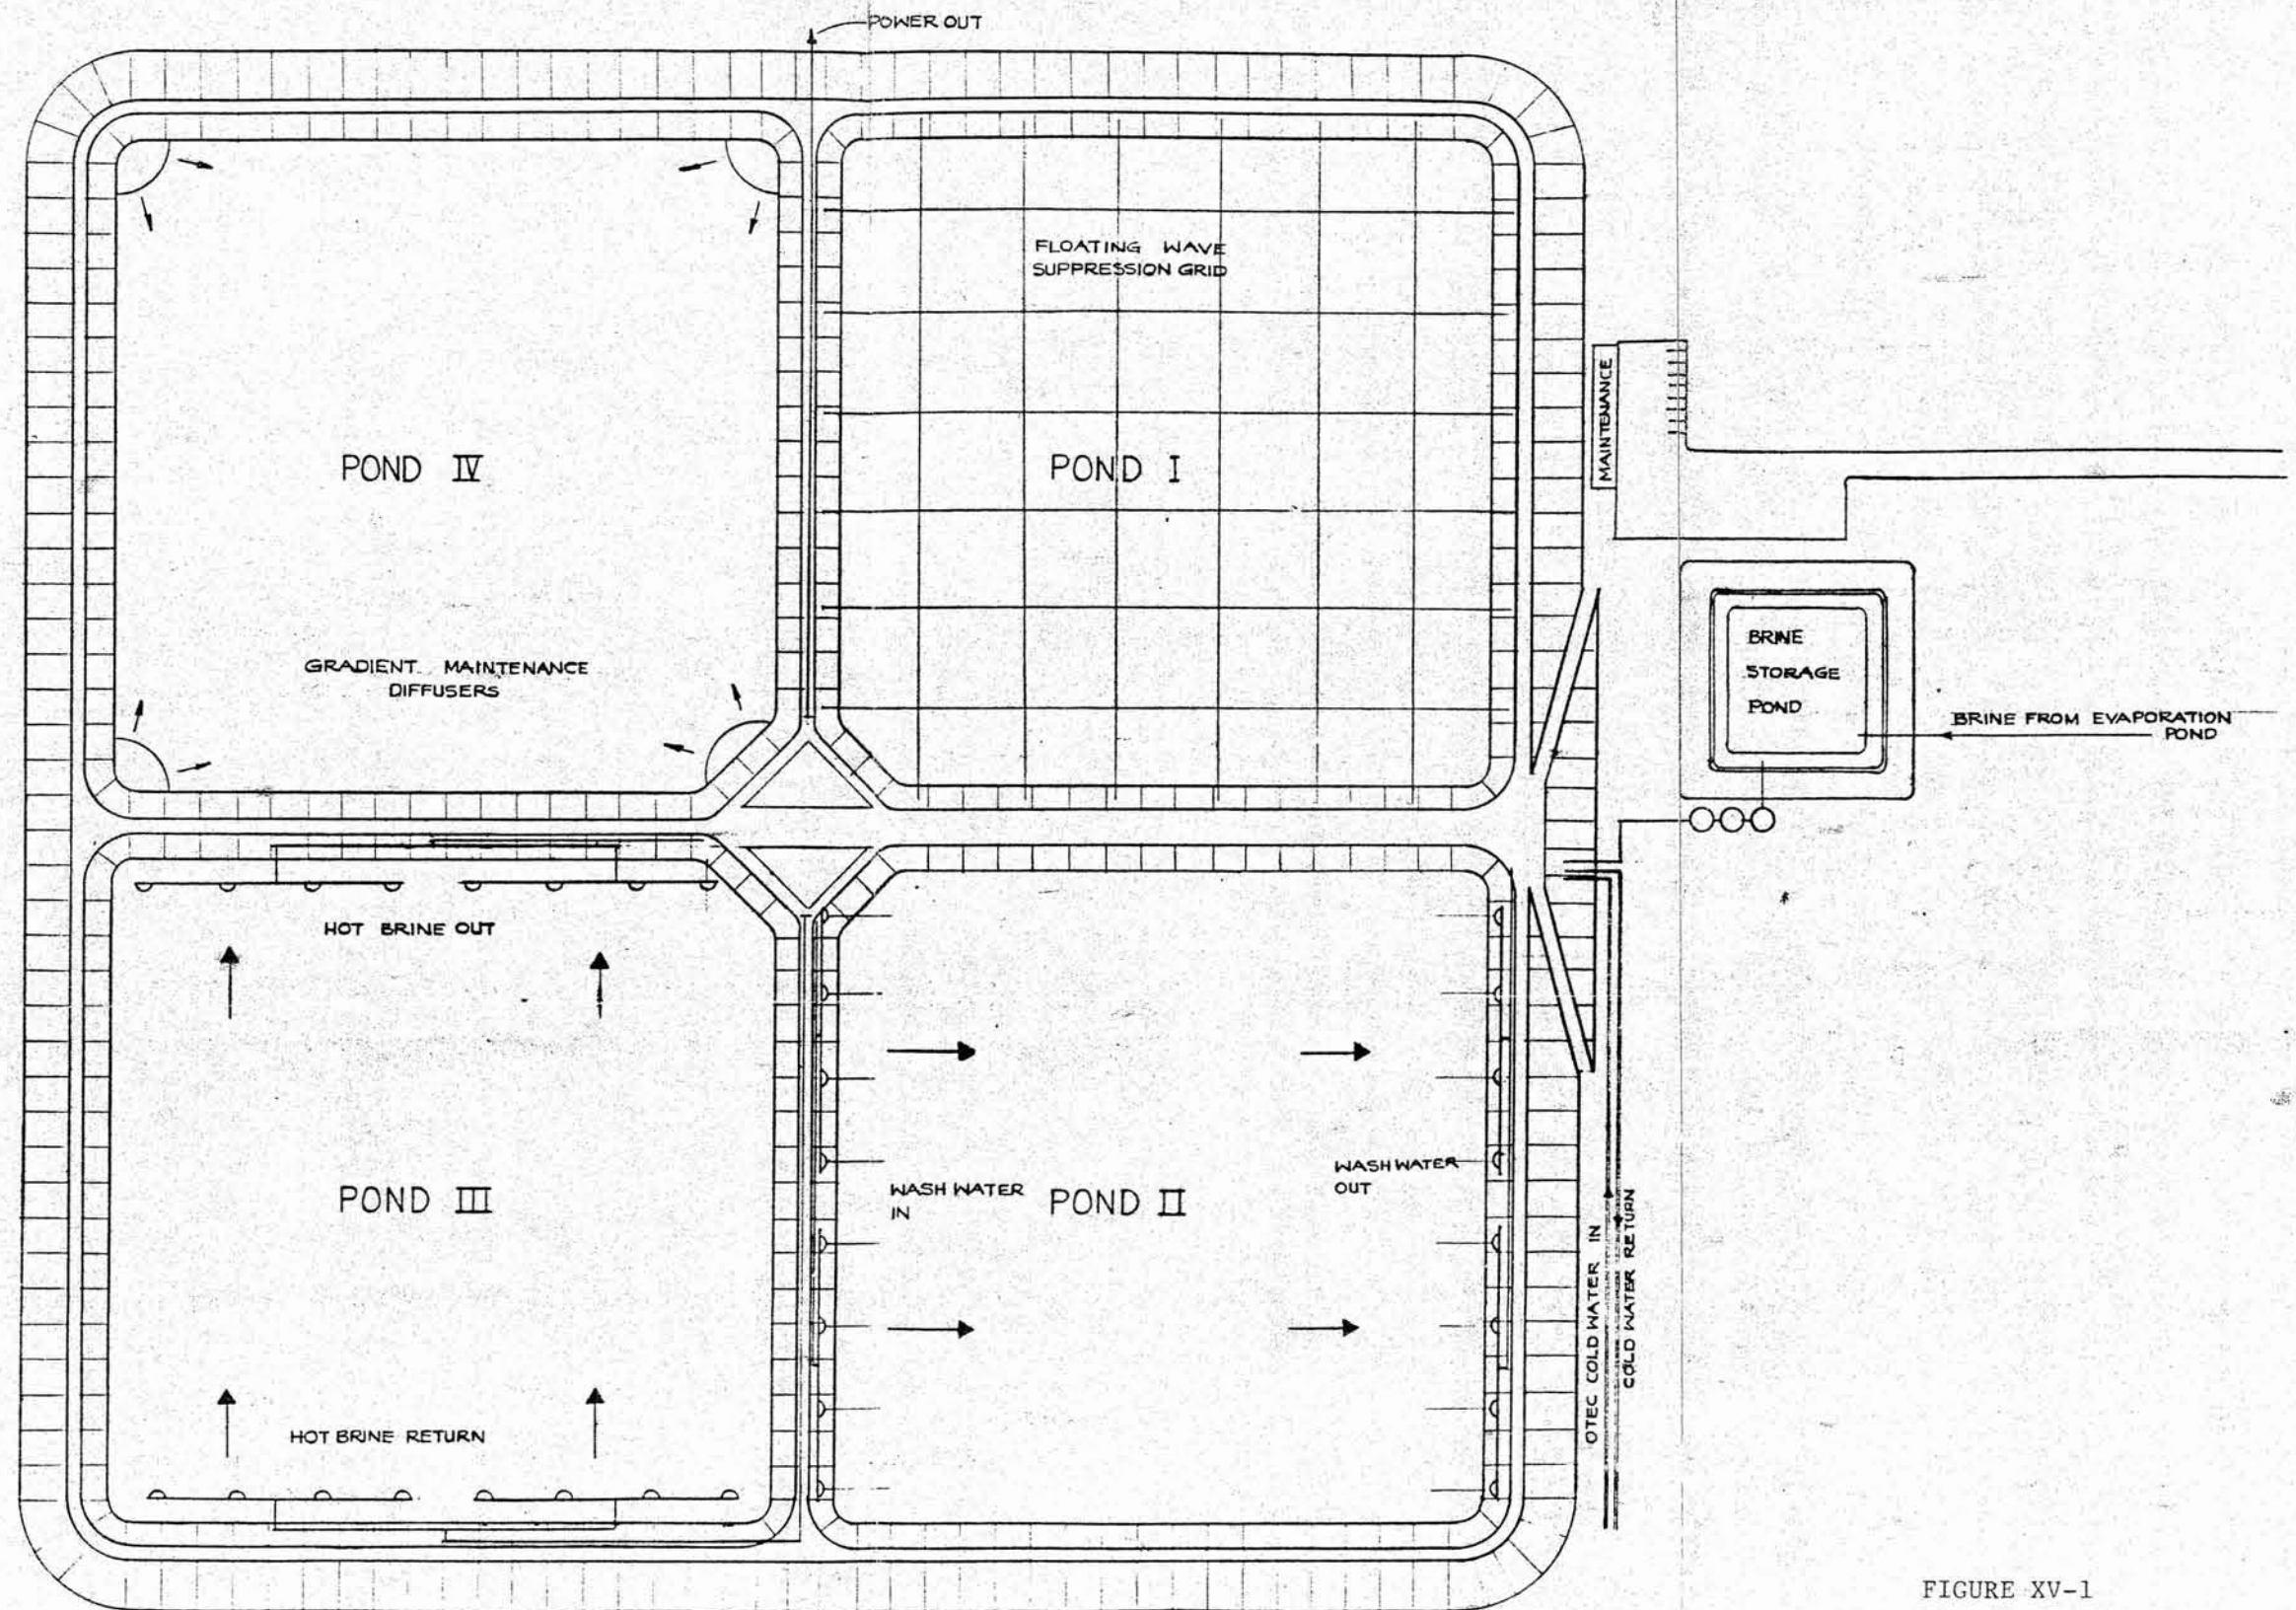 POWER OUT
FLOATING WAVE
SUPPRESSION GRID
MAINTENANCE
POND IV
POND I
GRADIENT MAINTENANCE
DIFFUSERS
BRINE
STORAGE
POND
BRINE FROM EVAPORATION
POND
HOT BRINE OUT
WASH WATER
IN
WASH WATER
OUT
POND III
POND II
OTEC COLD WATER IN
COLD WATER RETURN
HOT BRINE RETURN
FIGURE XV-1